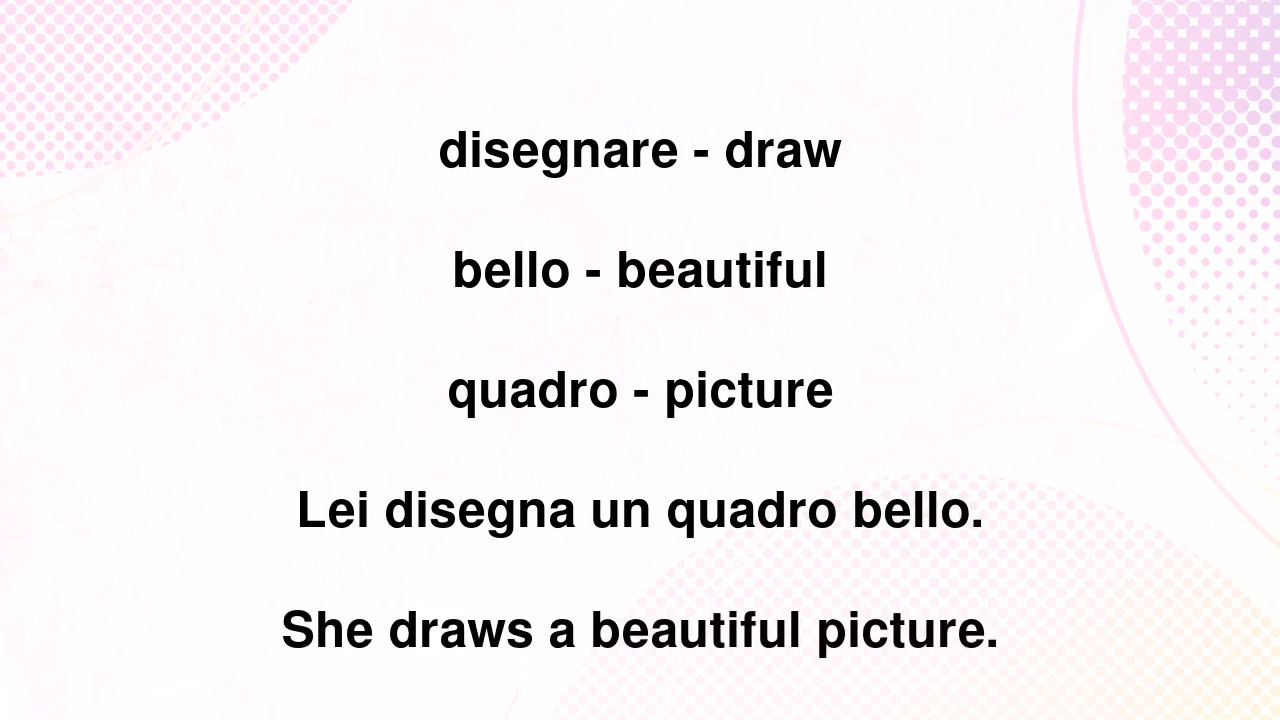 disegnare - draw
bello - beautiful
quadro - picture
Lei disegna un quadro bello.
She draws a beautiful picture.